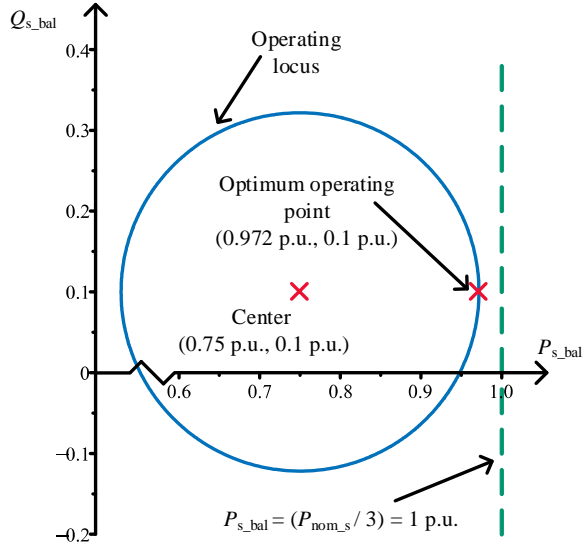 Q_s_bal
0.4
Operating
locus
0.3
Optimum operating
point
(0.972 p.u., 0.1 p.u.)
0.2
0.1
Center
(0.75 p.u., 0.1 p.u.)
P_s_bal
0
0.6 0.7 0.8 0.9 1.0
−0.1
P_s_bal = (P_nom_s / 3) = 1 p.u.
−0.2